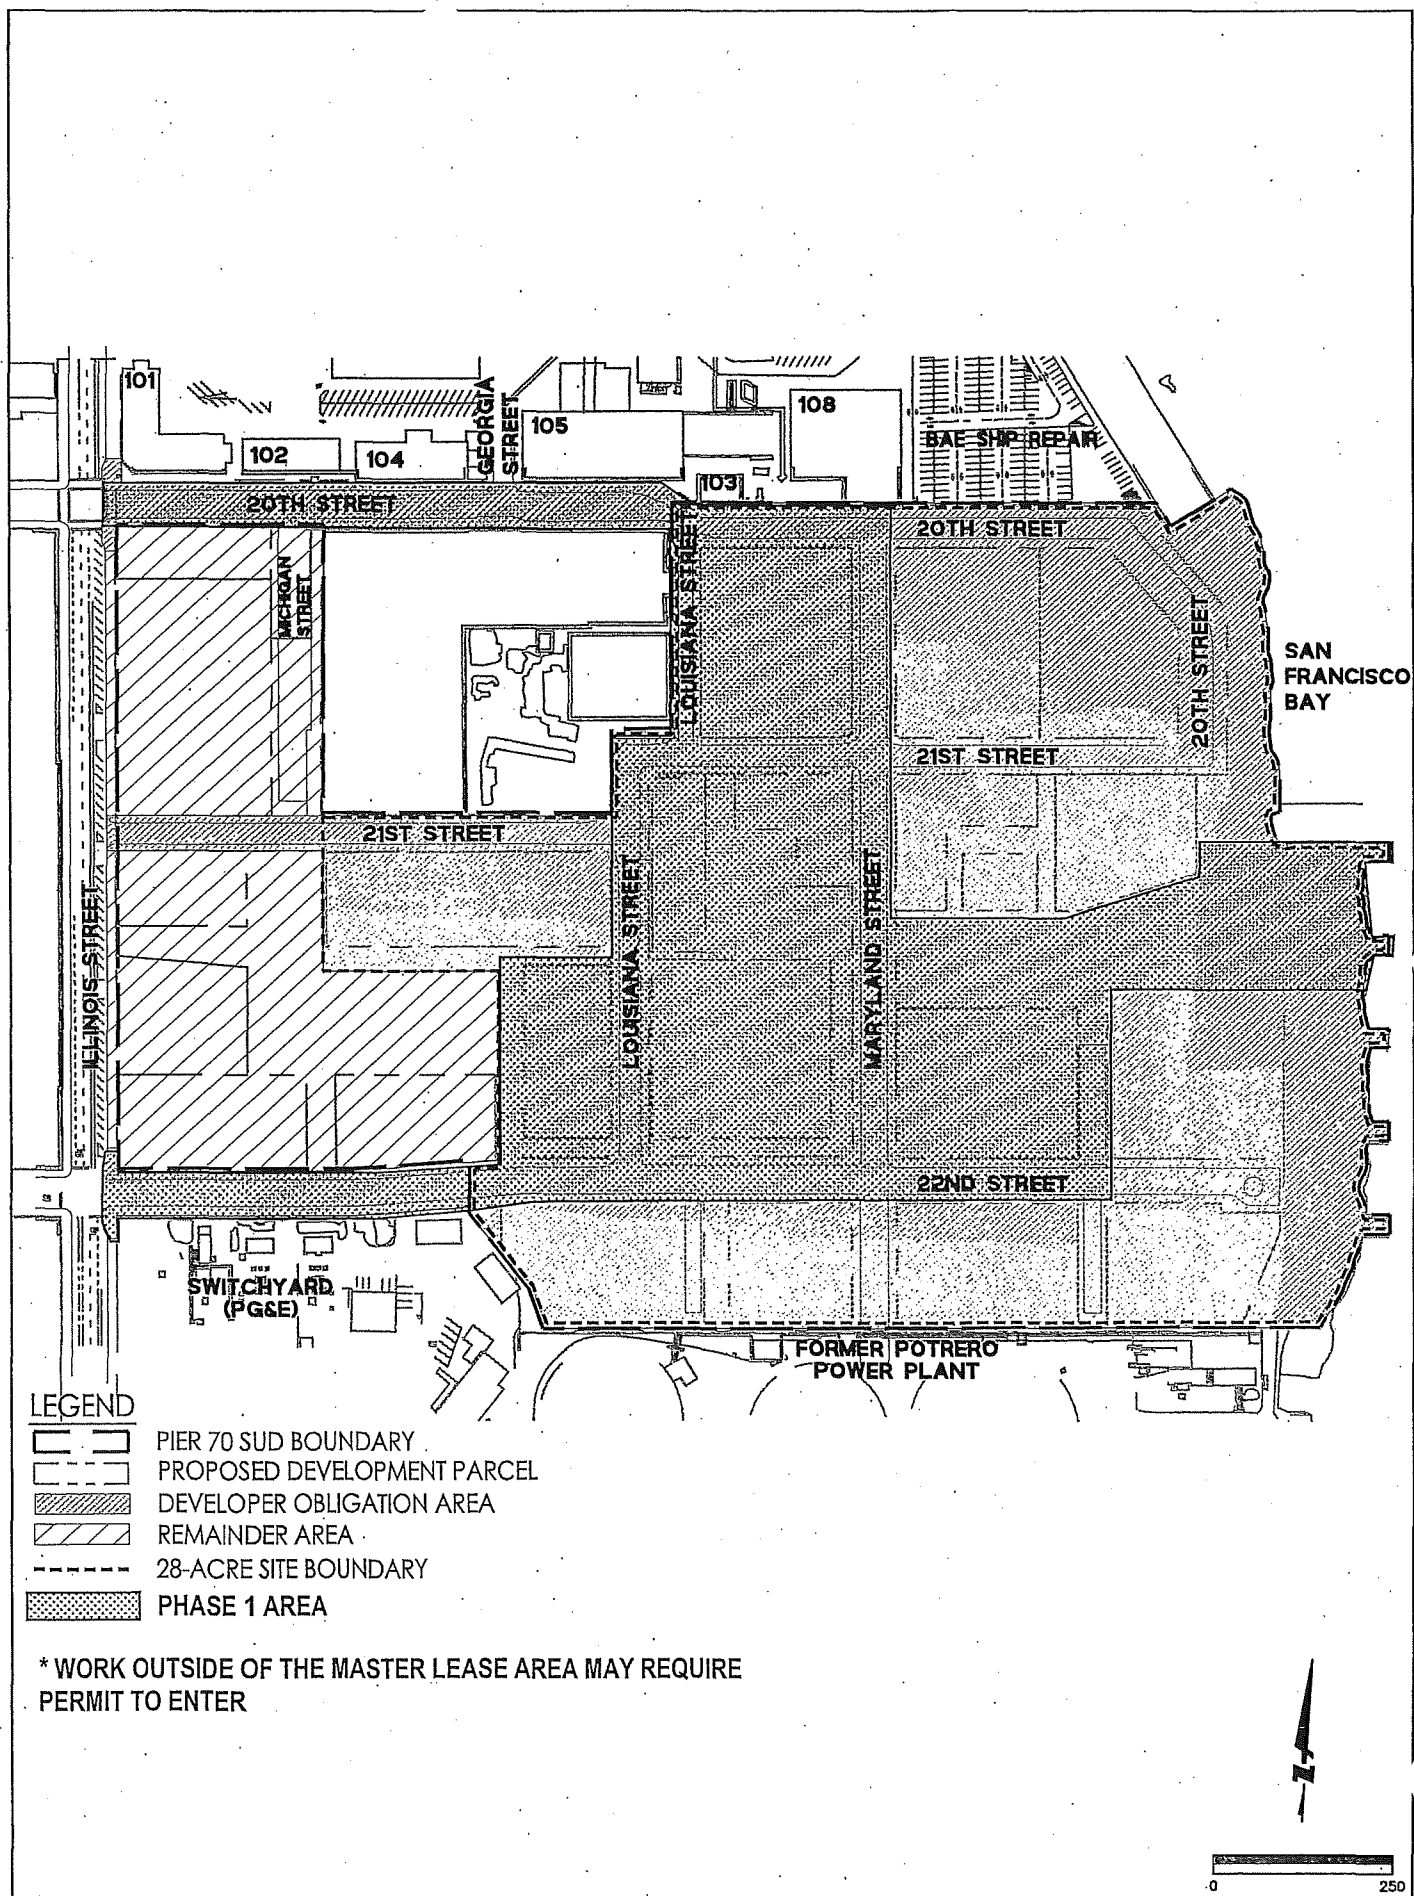 101
102
104
GEORGIA
STREET
105
108
103
BAE SHIP REPAIR
20TH STREET
20TH STREET
MICHIGAN
STREET
LOUISIANA STREET
20TH STREET
SAN
FRANCISCO
BAY
21ST STREET
21ST STREET
ILLINOIS STREET
LOUISIANA STREET
MARYLAND STREET
22ND STREET
SWITCHYARD
(PG&E)
FORMER POTRERO
POWER PLANT
LEGEND
PIER 70 SUD BOUNDARY
PROPOSED DEVELOPMENT PARCEL
DEVELOPER OBLIGATION AREA
REMAINDER AREA
28-ACRE SITE BOUNDARY
PHASE 1 AREA
* WORK OUTSIDE OF THE MASTER LEASE AREA MAY REQUIRE
PERMIT TO ENTER
Z
0 250